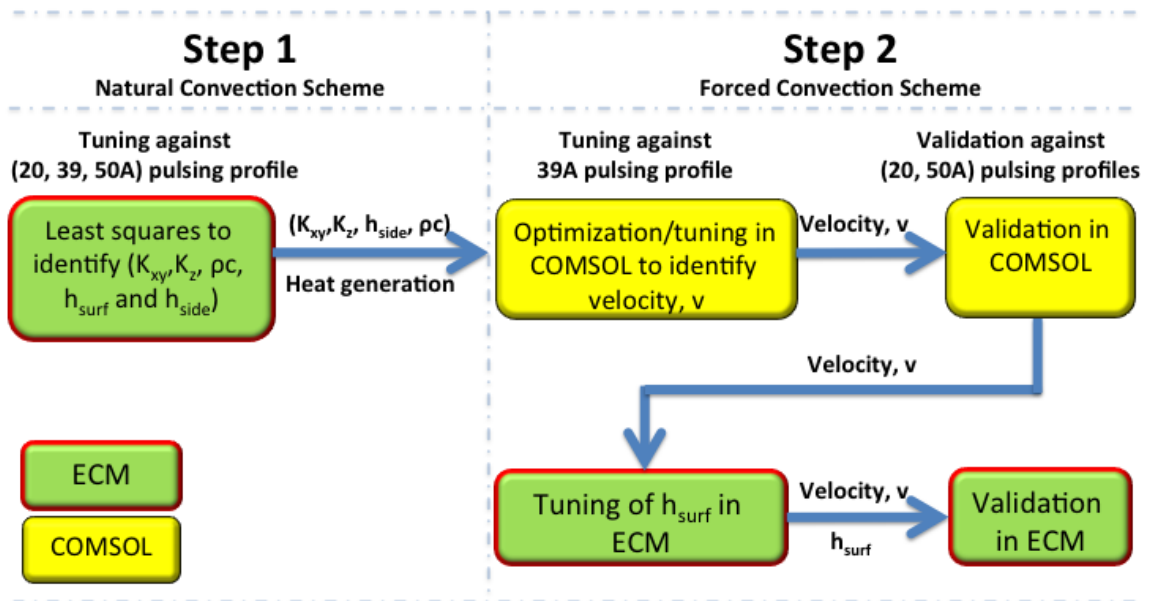 Step 1
Natural Convection Scheme
Step 2
Forced Convection Scheme
Tuning against
(20, 39, 50A) pulsing profile
Least squares to
identify (Kxy,Kz, ρc,
hsurf and hside)
(Kxy,Kz, hside, ρc)
Heat generation
Tuning against
39A pulsing profile
Optimization/tuning in
COMSOL to identify
velocity, v
Velocity, v
Validation against
(20, 50A) pulsing profiles
Validation in
COMSOL
Velocity, v
Tuning of hsurf in
ECM
Velocity, v
hsurf
Validation
in ECM
ECM
COMSOL